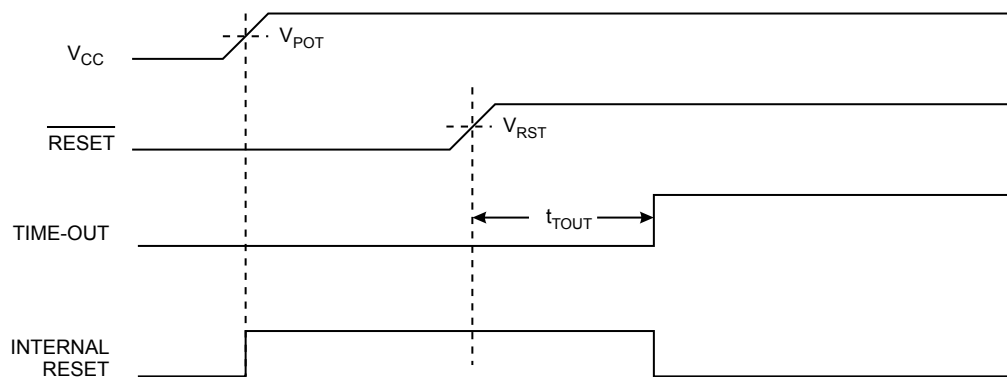 V_CC
V_POT
RESET
V_RST
TIME-OUT
t_TOUT
INTERNAL
RESET